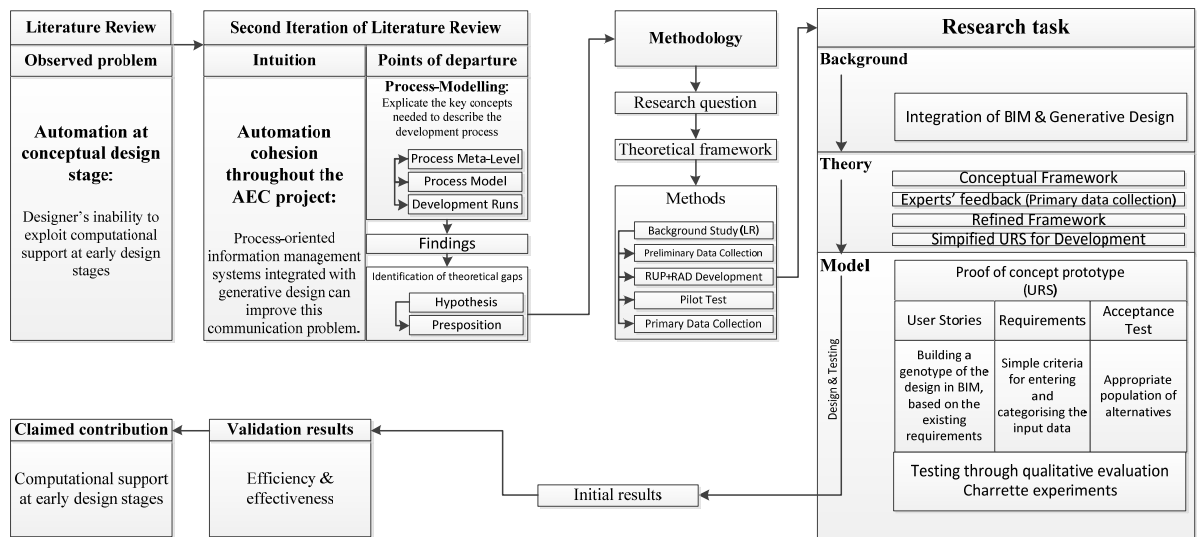 Literature Review
Observed problem
Automation at
conceptual design
stage:
Designer's inability to
exploit computational
support at early design
stages
Second Iteration of Literature Review
Intuition
Automation
cohesion
throughout the
AEC project:
Process-oriented
information management
systems integrated with
generative design can
improve this
communication problem.
Points of departure
Process-Modelling:
Explicate the key concepts
needed to describe the
development process
Process Meta-Level
Process Model
Development Runs
Findings
Identification of theoretical gaps
Hypothesis
Presposition
Methodology
Research question
Theoretical framework
Methods
Background Study (LR)
Preliminary Data Collection
RUP+RAD Development
Pilot Test
Primary Data Collection
Research task
Background
Integration of BIM & Generative Design
Theory
Conceptual Framework
Experts' feedback (Primary data collection)
Refined Framework
Simpified URS for Development
Model
Design & Testing
Proof of concept prototype
(URS)
User Stories
Requirements
Acceptance
Test
Building a
genotype of the
design in BIM,
based on the
existing
requirements
Simple criteria
for entering
and
categorising the
input data
Appropriate
population of
alternatives
Testing through qualitative evaluation
Charrette experiments
Initial results
Validation results
Efficiency &
effectiveness
Claimed contribution
Computational support
at early design stages